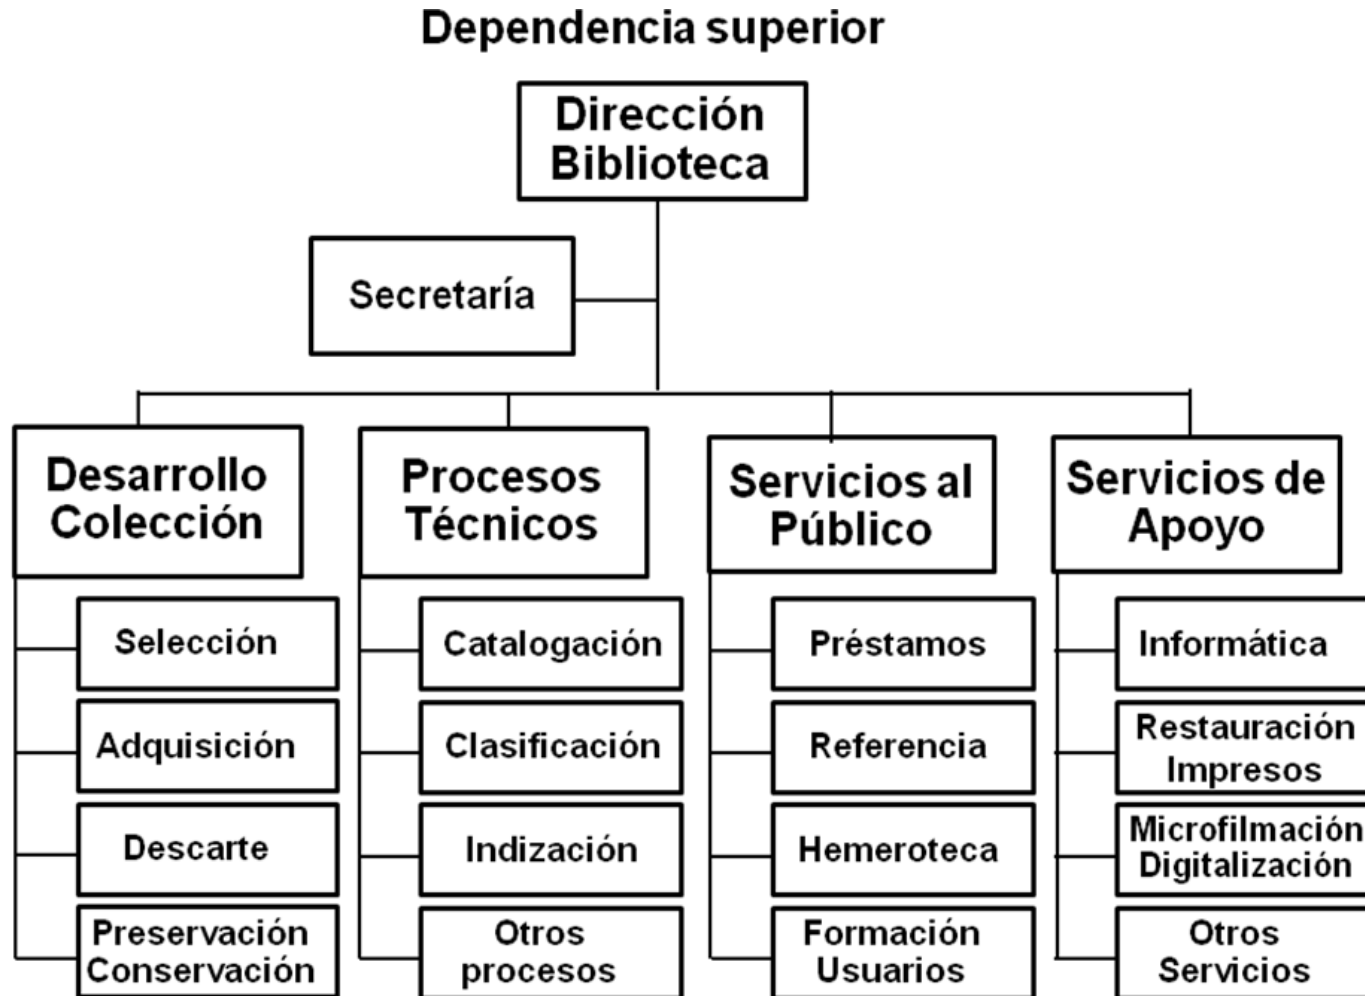 Dependencia superior
Dirección
Biblioteca
Secretaría
Desarrollo
Colección
Procesos
Técnicos
Servicios al
Público
Servicios de
Apoyo
Selección
Adquisición
Descarte
Preservación
Conservación
Catalogación
Clasificación
Indización
Otros
procesos
Préstamos
Referencia
Hemeroteca
Formación
Usuarios
Informática
Restauración
Impresos
Microfilmación
Digitalización
Otros
Servicios